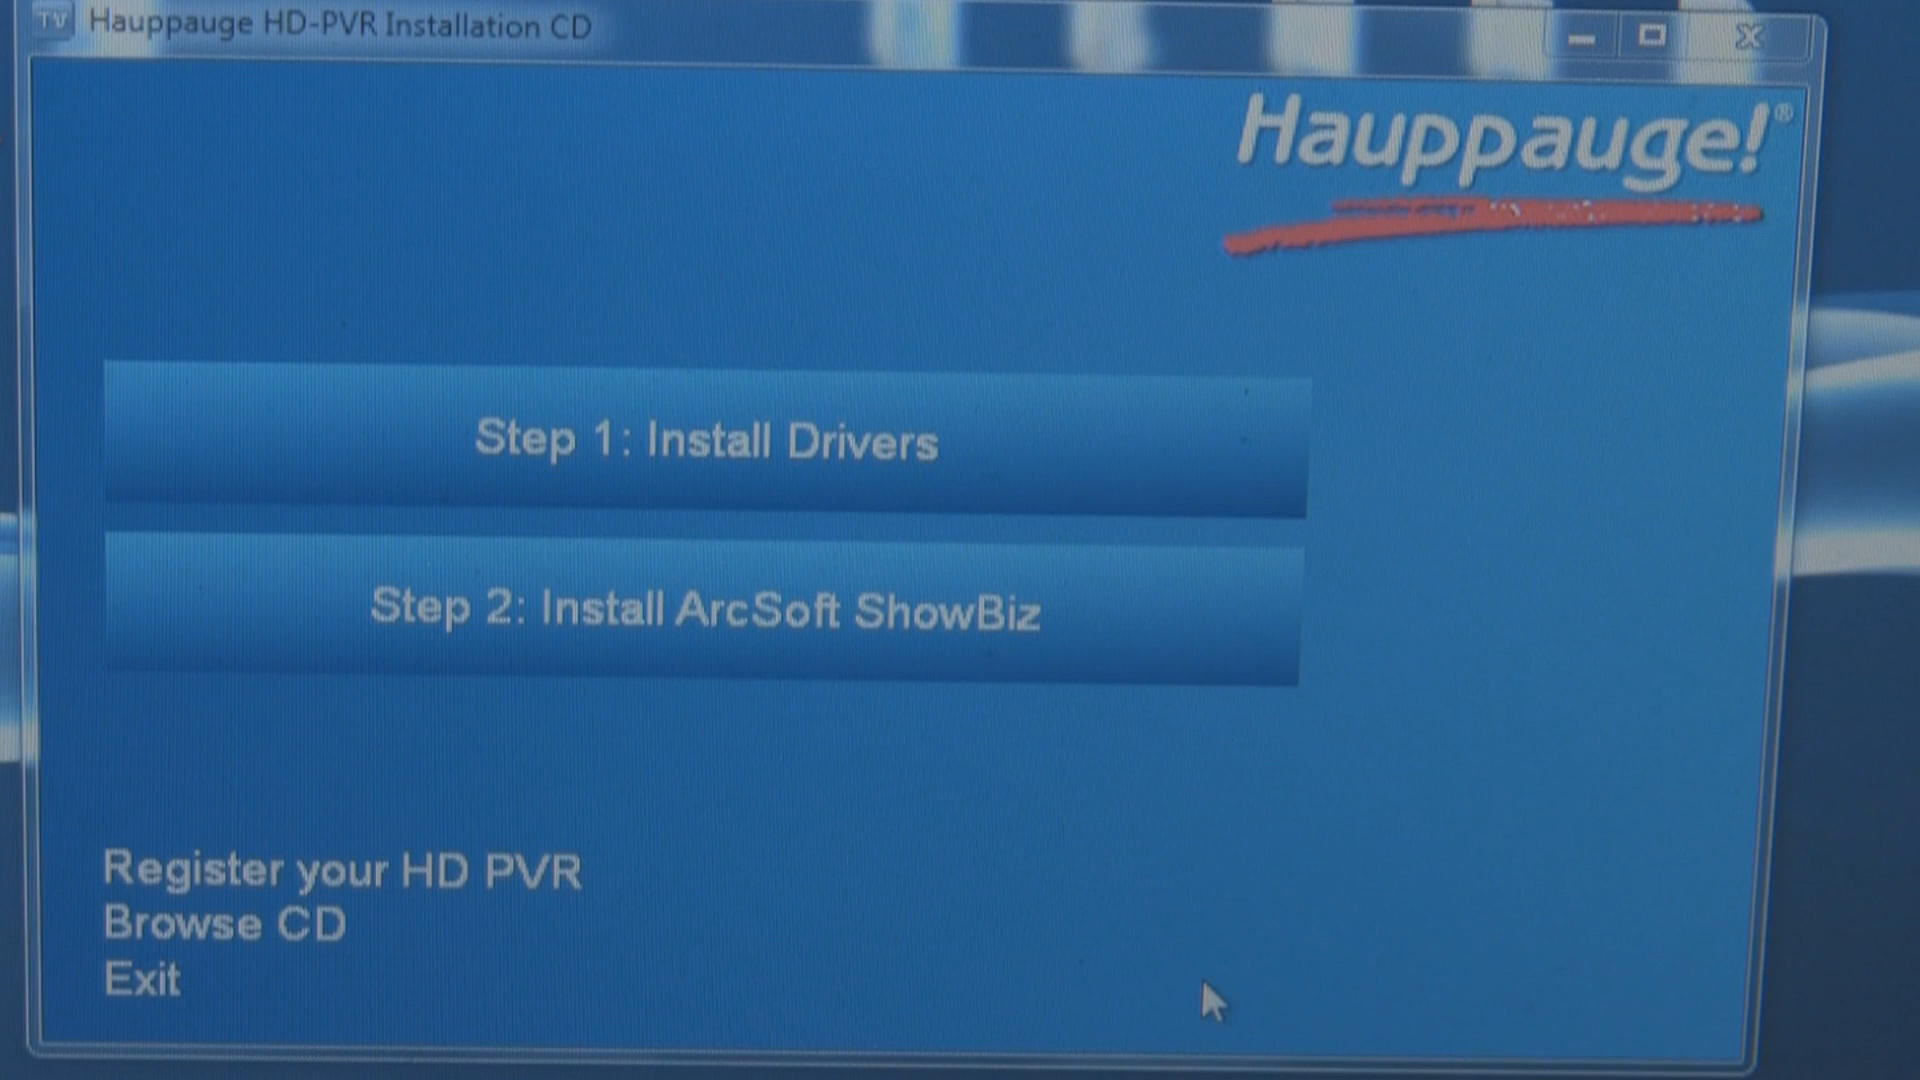 TV
Hauppauge HD-PVR Installation CD
Hauppauge!®
Step 1: Install Drivers
Step 2: Install ArcSoft ShowBiz
Register your HD PVR
Browse CD
Exit